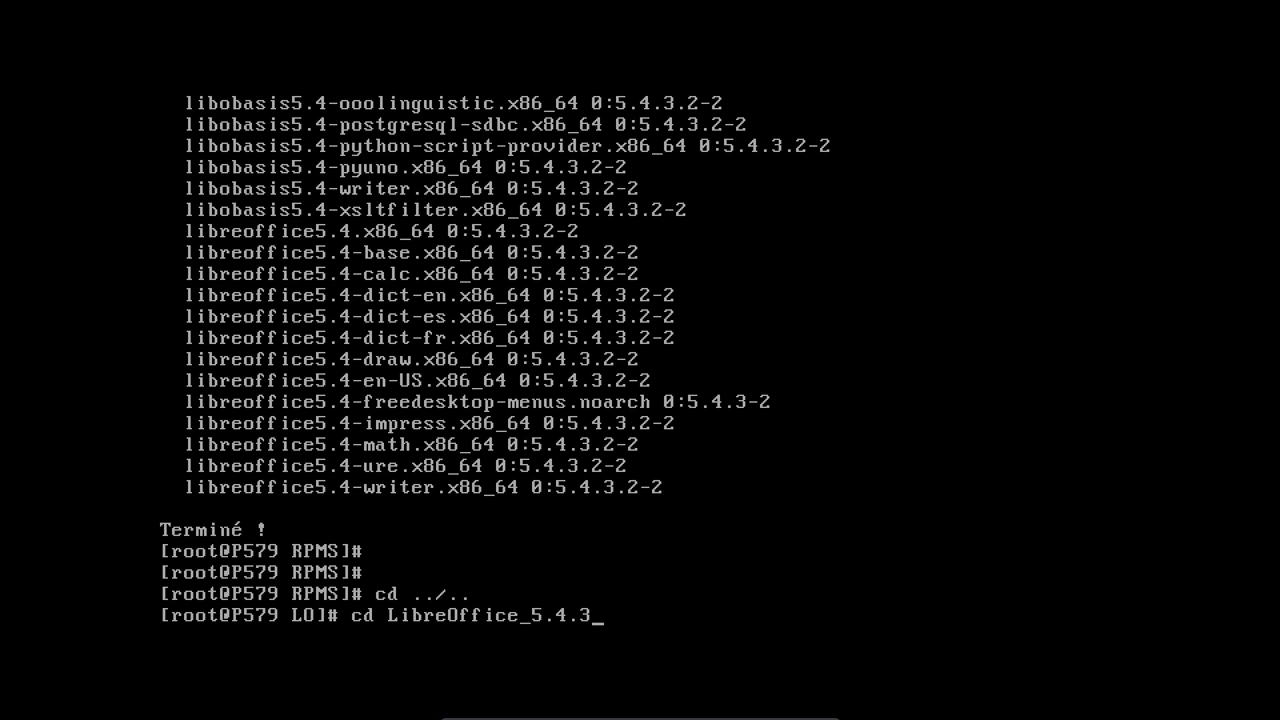 libobasis5.4-ooolinguistic.x86_64 0:5.4.3.2-2
libobasis5.4-postgresql-sdbc.x86_64 0:5.4.3.2-2
libobasis5.4-python-script-provider.x86_64 0:5.4.3.2-2
libobasis5.4-pyuno.x86_64 0:5.4.3.2-2
libobasis5.4-writer.x86_64 0:5.4.3.2-2
libobasis5.4-xsltfilter.x86_64 0:5.4.3.2-2
libreoffice5.4.x86_64 0:5.4.3.2-2
libreoffice5.4-base.x86_64 0:5.4.3.2-2
libreoffice5.4-calc.x86_64 0:5.4.3.2-2
libreoffice5.4-dict-en.x86_64 0:5.4.3.2-2
libreoffice5.4-dict-es.x86_64 0:5.4.3.2-2
libreoffice5.4-dict-fr.x86_64 0:5.4.3.2-2
libreoffice5.4-draw.x86_64 0:5.4.3.2-2
libreoffice5.4-en-US.x86_64 0:5.4.3.2-2
libreoffice5.4-freedesktop-menus.noarch 0:5.4.3-2
libreoffice5.4-impress.x86_64 0:5.4.3.2-2
libreoffice5.4-math.x86_64 0:5.4.3.2-2
libreoffice5.4-ure.x86_64 0:5.4.3.2-2
libreoffice5.4-writer.x86_64 0:5.4.3.2-2
Terminé !
[root@P579 RPMS]#
[root@P579 RPMS]#
[root@P579 RPMS]# cd ../..
[root@P579 LO]# cd LibreOffice_5.4.3_